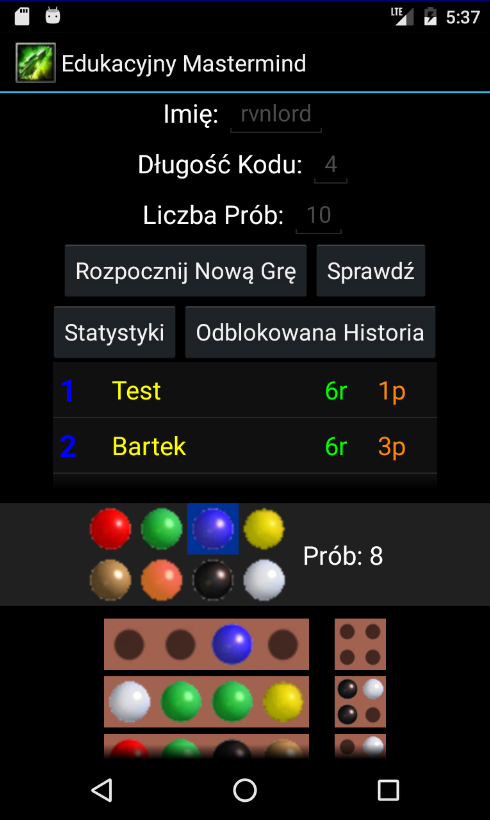 LTE 5:37
Edukacyjny Mastermind
Imię: rvnlord
Długość Kodu: 4
Liczba Prób: 10
Rozpocznij Nową Grę Sprawdź
Statystyki Odblokowana Historia
1 Test 6r 1p
2 Bartek 6r 3p
Prób: 8